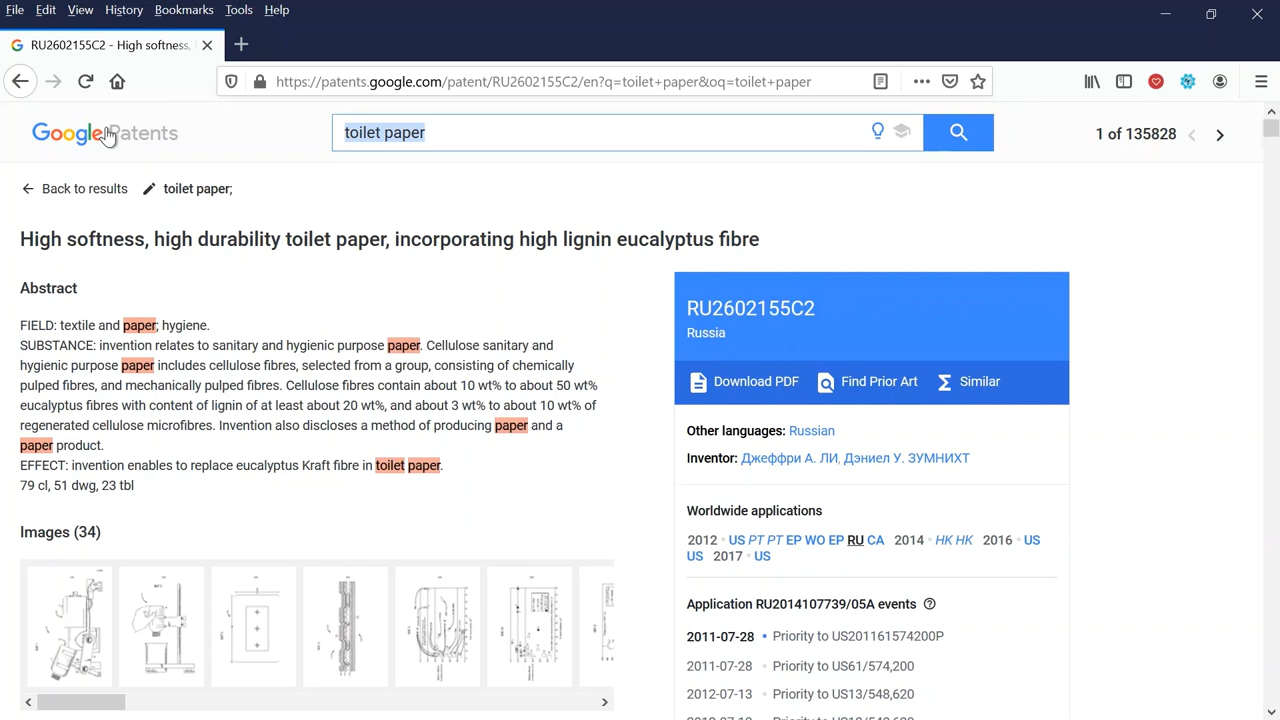 File Edit View History Bookmarks Tools Help
RU2602155C2 - High softness,
https://patents.google.com/patent/RU2602155C2/en?q=toilet+paper&oq=toilet+paper
Google Patents
toilet paper
1 of 135828
Back to results
toilet paper;
High softness, high durability toilet paper, incorporating high lignin eucalyptus fibre
Abstract
FIELD: textile and paper; hygiene.
SUBSTANCE: invention relates to sanitary and hygienic purpose paper. Cellulose sanitary and
hygienic purpose paper includes cellulose fibres, selected from a group, consisting of chemically
pulped fibres, and mechanically pulped fibres. Cellulose fibres contain about 10 wt% to about 50 wt%
eucalyptus fibres with content of lignin of at least about 20 wt%, and about 3 wt% to about 10 wt% of
regenerated cellulose microfibres. Invention also discloses a method of producing paper and a
paper product.
EFFECT: invention enables to replace eucalyptus Kraft fibre in toilet paper.
79 cl, 51 dwg, 23 tbl
Images (34)
RU2602155C2
Russia
Download PDF Find Prior Art Similar
Other languages: Russian
Inventor: Джеффри А. ЛИ, Дэниел У. ЗУМНИХТ
Worldwide applications
2012 US PT PT EP WO EP RU CA 2014 HK HK 2016 US
US 2017 US
Application RU2014107739/05A events
2011-07-28 Priority to US201161574200P
2011-07-28 Priority to US61/574,200
2012-07-13 Priority to US13/548,620